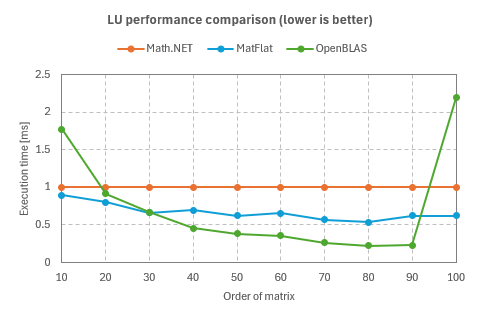 LU performance comparison (lower is better)
Math.NET MatFlat OpenBLAS
2.5
2
1.5
1
0.5
0
Execution time [ms]
10 20 30 40 50 60 70 80 90 100
Order of matrix